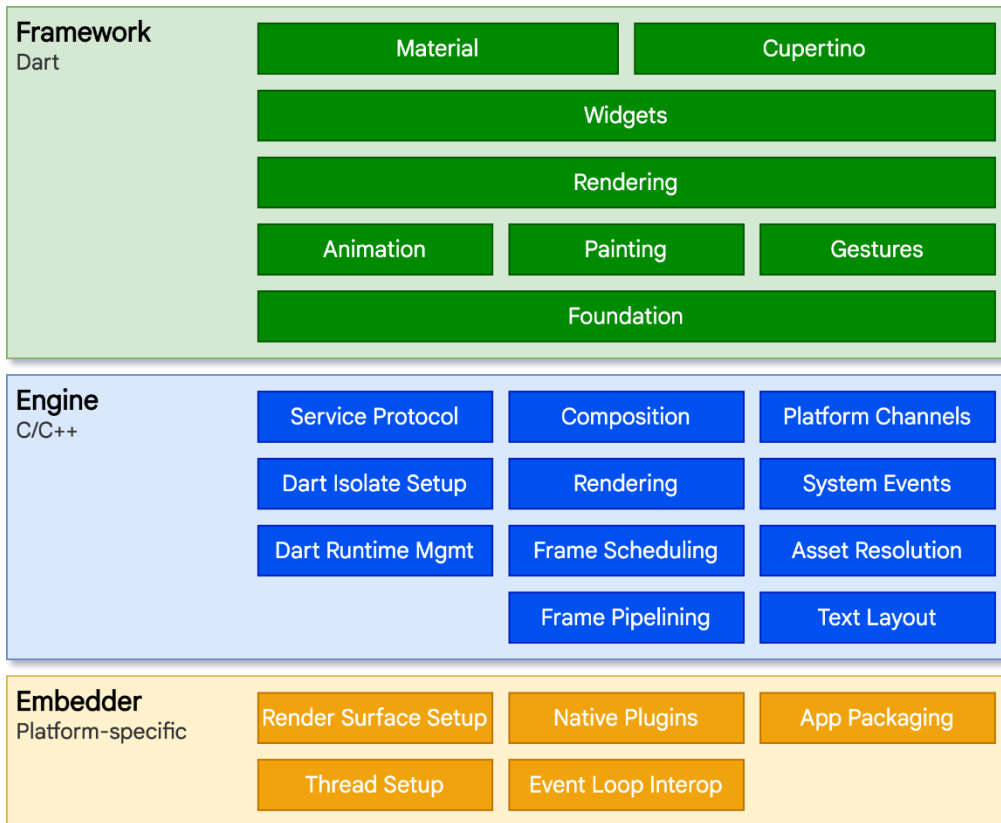 Framework
Dart
Material
Cupertino
Widgets
Rendering
Animation
Painting
Gestures
Foundation
Engine
C/C++
Service Protocol
Composition
Platform Channels
Dart Isolate Setup
Rendering
System Events
Dart Runtime Mgmt
Frame Scheduling
Asset Resolution
Frame Pipelining
Text Layout
Embedder
Platform-specific
Render Surface Setup
Native Plugins
App Packaging
Thread Setup
Event Loop Interop